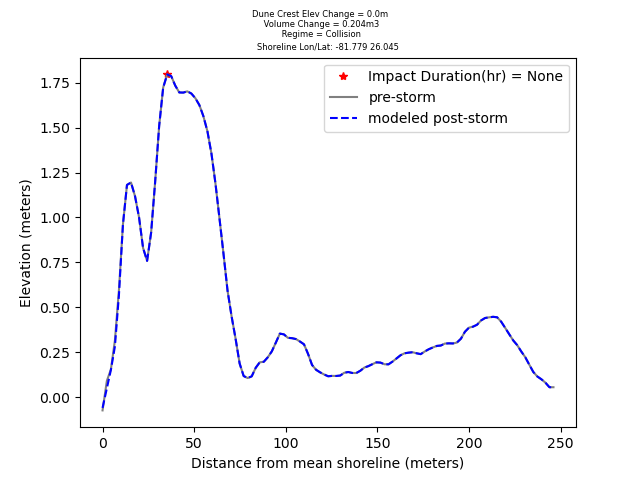 Dune Crest Elev Change = 0.0m
Volume Change = 0.204m3
Regime = Collision
Shoreline Lon/Lat: -81.779 26.045
Impact Duration(hr) = None
pre-storm
modeled post-storm
Elevation (meters)
1.75
1.50
1.25
1.00
0.75
0.50
0.25
0.00
0 50 100 150 200 250
Distance from mean shoreline (meters)